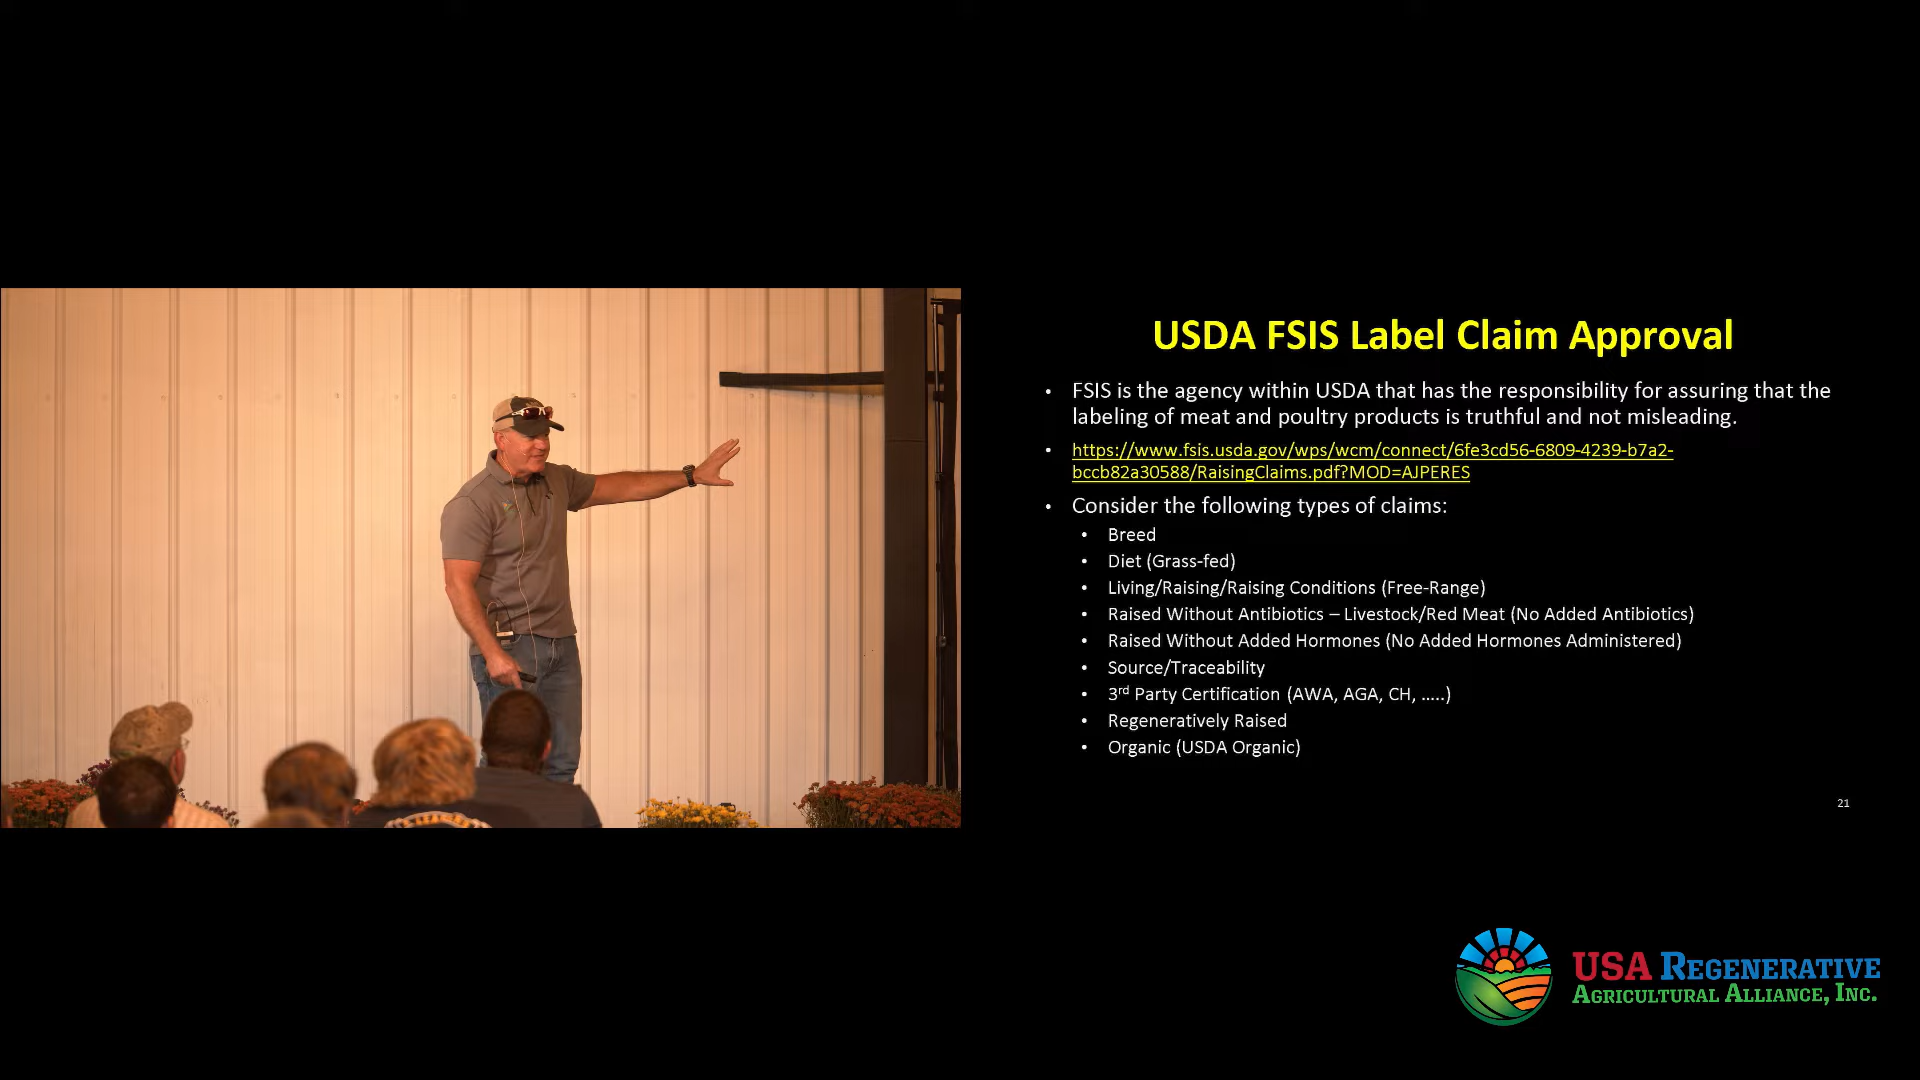 USDA FSIS Label Claim Approval
• FSIS is the agency within USDA that has the responsibility for assuring that the
labeling of meat and poultry products is truthful and not misleading.
• https://www.fsis.usda.gov/wps/wcm/connect/6fe3cd56-6809-4239-b7a2-
bccb82a30588/RaisingClaims.pdf?MOD=AJPERES
• Consider the following types of claims:
• Breed
• Diet (Grass-fed)
• Living/Raising/Raising Conditions (Free-Range)
• Raised Without Antibiotics – Livestock/Red Meat (No Added Antibiotics)
• Raised Without Added Hormones (No Added Hormones Administered)
• Source/Traceability
• 3rd Party Certification (AWA, AGA, CH, …..)
• Regeneratively Raised
• Organic (USDA Organic)
21
USA REGENERATIVE
AGRICULTURAL ALLIANCE, INC.